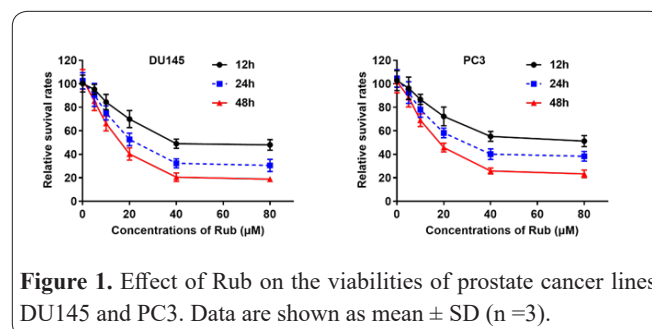 DU145
12h
24h
48h
Relative suvival rates
120
100
80
60
40
20
0
0 20 40 60 80
Concentrations of Rub (μM)
PC3
12h
24h
48h
Relative suvival rates
120
100
80
60
40
20
0
0 20 40 60 80
Concentrations of Rub (μM)
Figure 1. Effect of Rub on the viabilities of prostate cancer lines
DU145 and PC3. Data are shown as mean ± SD (n =3).